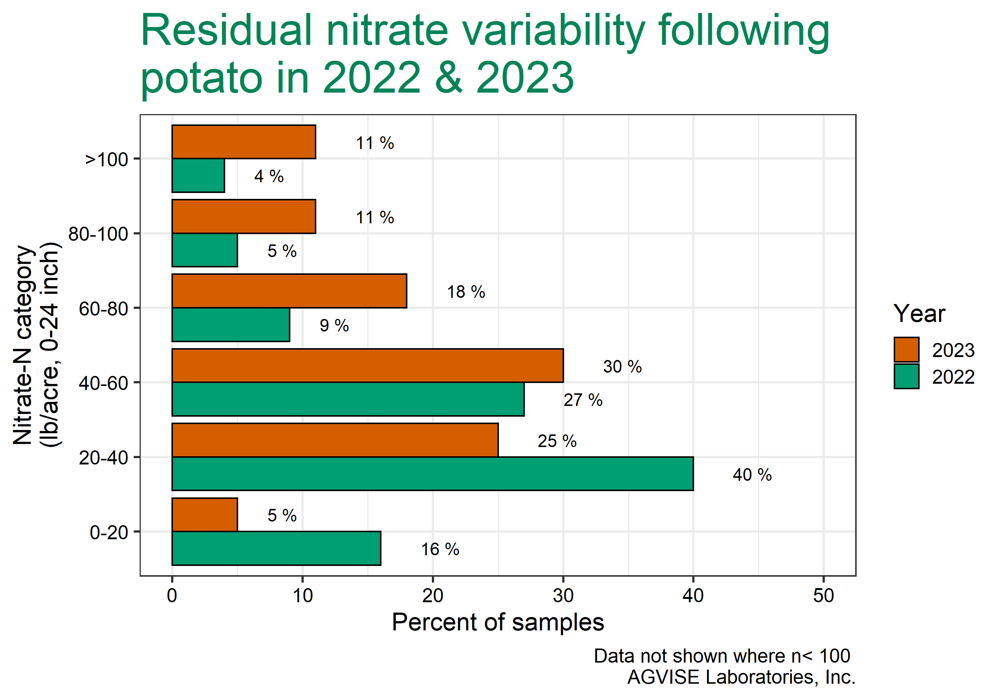 Residual nitrate variability following
potato in 2022 & 2023
Nitrate-N category
(lb/acre, 0-24 inch)
>100
11 %
4 %
80-100
11 %
5 %
60-80
18 %
9 %
40-60
30 %
27 %
20-40
25 %
40 %
0-20
5 %
16 %
0 10 20 30 40 50
Percent of samples
Year
2023
2022
Data not shown where n< 100
AGVISE Laboratories, Inc.